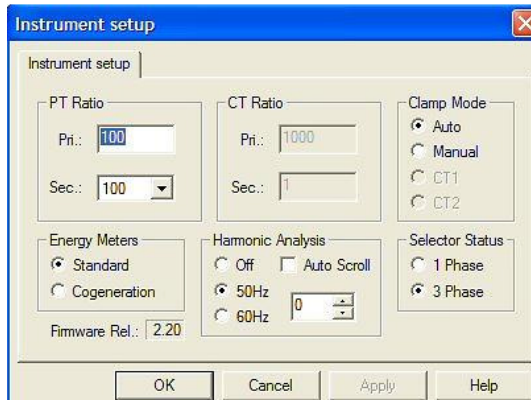 Instrument setup
Instrument setup
PT Ratio
Pri.: 100
Sec.: 100
CT Ratio
Pri.: 1000
Sec.: 1
Clamp Mode
Auto
Manual
CT1
CT2
Energy Meters
Standard
Cogeneration
Firmware Rel.: 2.20
Harmonic Analysis
Off Auto Scroll
50Hz 0
60Hz
Selector Status
1 Phase
3 Phase
OK Cancel Apply Help